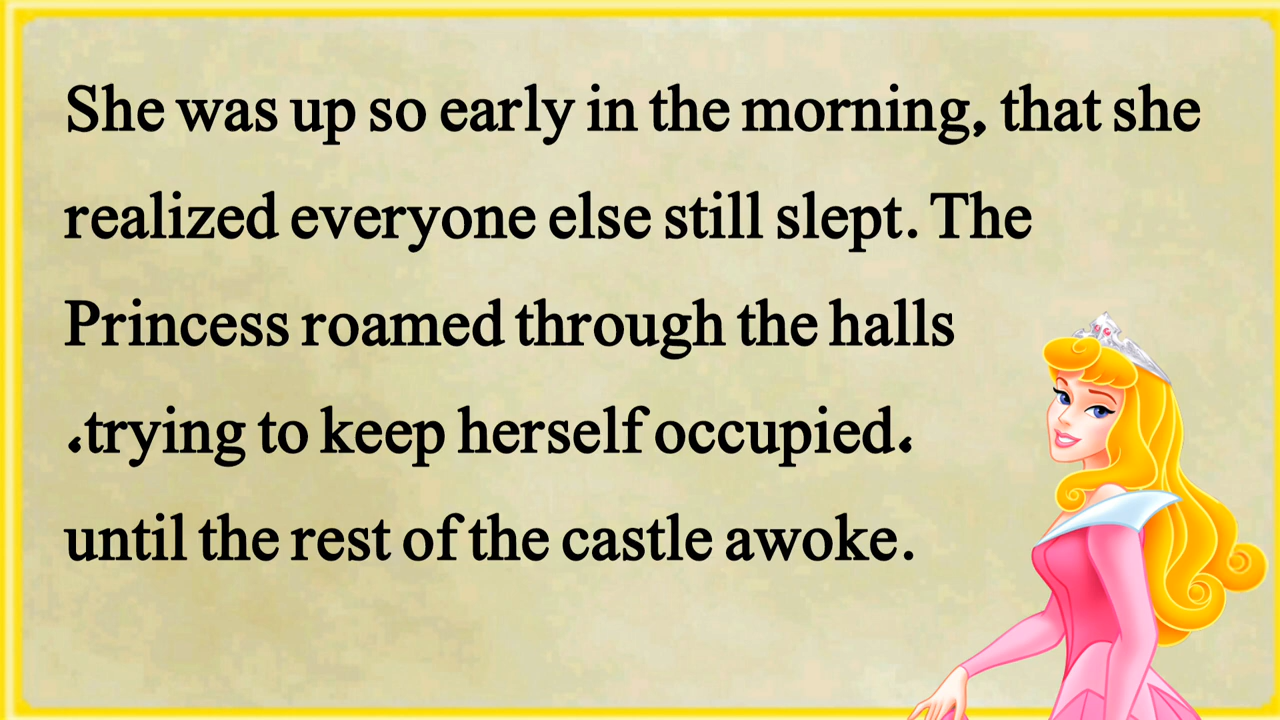 She was up so early in the morning, that she
realized everyone else still slept. The
Princess roamed through the halls
،trying to keep herself occupied،
until the rest of the castle awoke.